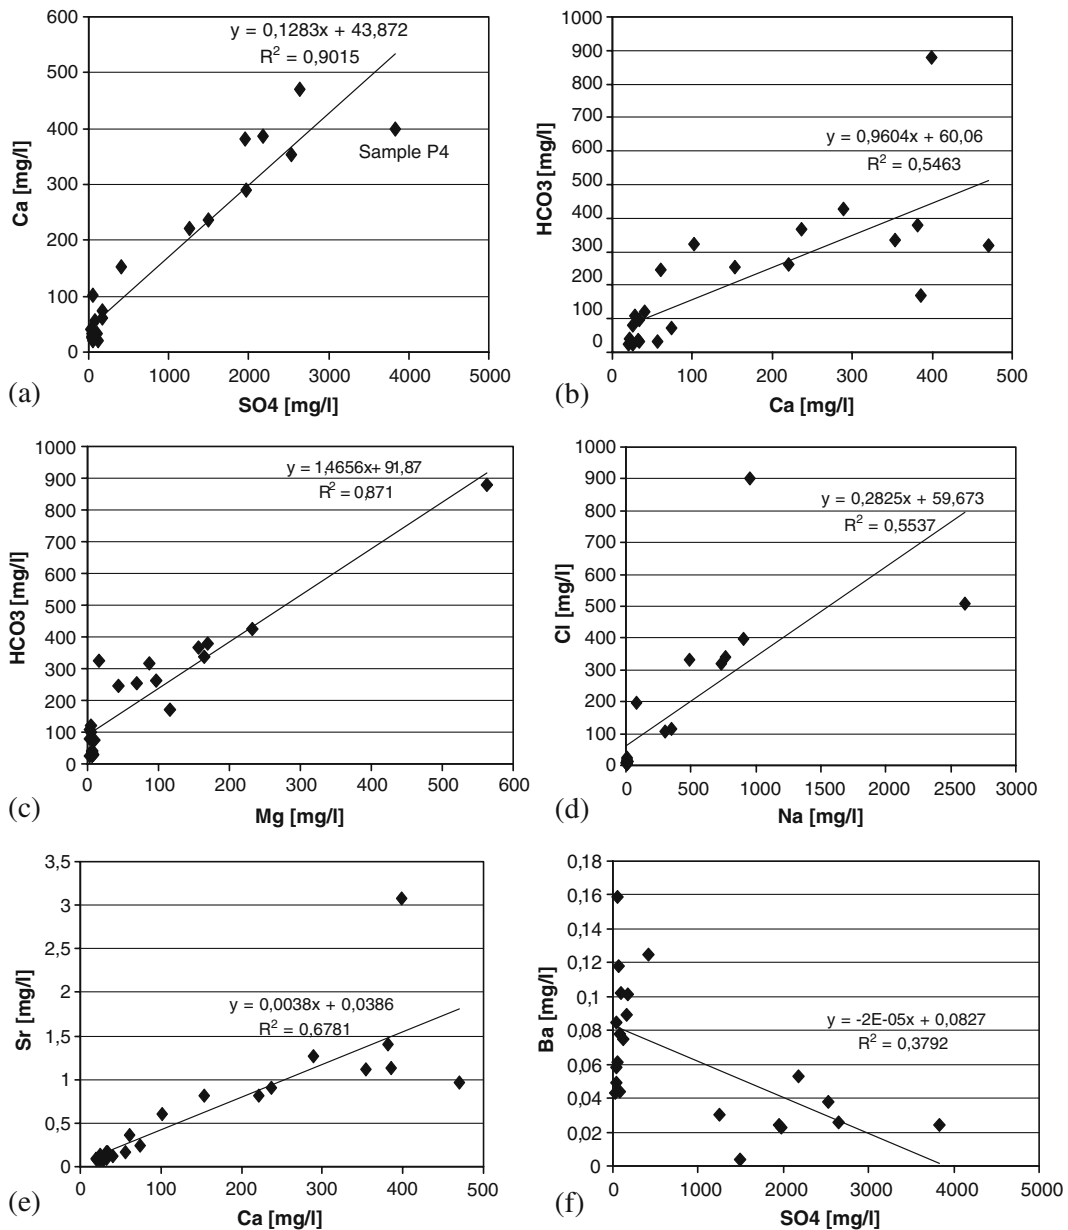 600
500
400
300
200
100
0
Ca [mg/l]
y = 0,1283x + 43,872
R² = 0,9015
Sample P4
0 1000 2000 3000 4000 5000
SO4 [mg/l]
(a)
1000
900
800
700
600
500
400
300
200
100
0
HCO3 [mg/l]
y = 0,9604x + 60,06
R² = 0,5463
0 100 200 300 400 500
Ca [mg/l]
(b)
1000
900
800
700
600
500
400
300
200
100
0
HCO3 [mg/l]
y = 1,4656x + 91,87
R² = 0,871
0 100 200 300 400 500 600
Mg [mg/l]
(c)
1000
900
800
700
600
500
400
300
200
100
0
Cl [mg/l]
y = 0,2825x + 59,673
R² = 0,5537
0 500 1000 1500 2000 2500 3000
Na [mg/l]
(d)
3,5
3
2,5
2
1,5
1
0,5
0
Sr [mg/l]
y = 0,0038x + 0,0386
R² = 0,6781
0 100 200 300 400 500
Ca [mg/l]
(e)
0,18
0,16
0,14
0,12
0,1
0,08
0,06
0,04
0,02
0
Ba [mg/l]
y = -2E-05x + 0,0827
R² = 0,3792
0 1000 2000 3000 4000 5000
SO4 [mg/l]
(f)